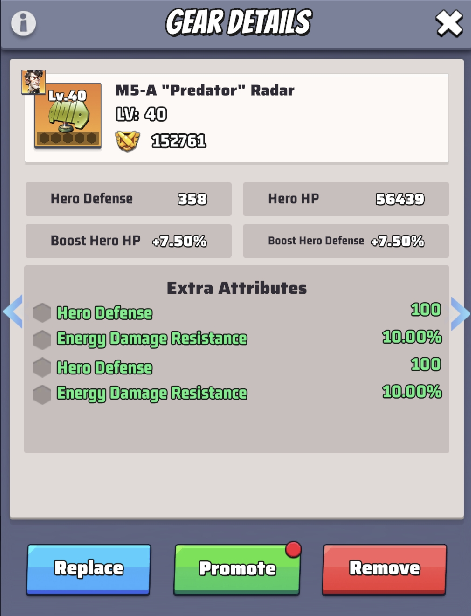 i
GEAR DETAILS
Lv.40
M5-A "Predator" Radar
LV: 40
152761
Hero Defense 358
Hero HP 56439
Boost Hero HP +7.50%
Boost Hero Defense +7.50%
Extra Attributes
Hero Defense 100
Energy Damage Resistance 10.00%
Hero Defense 100
Energy Damage Resistance 10.00%
Replace
Promote
Remove